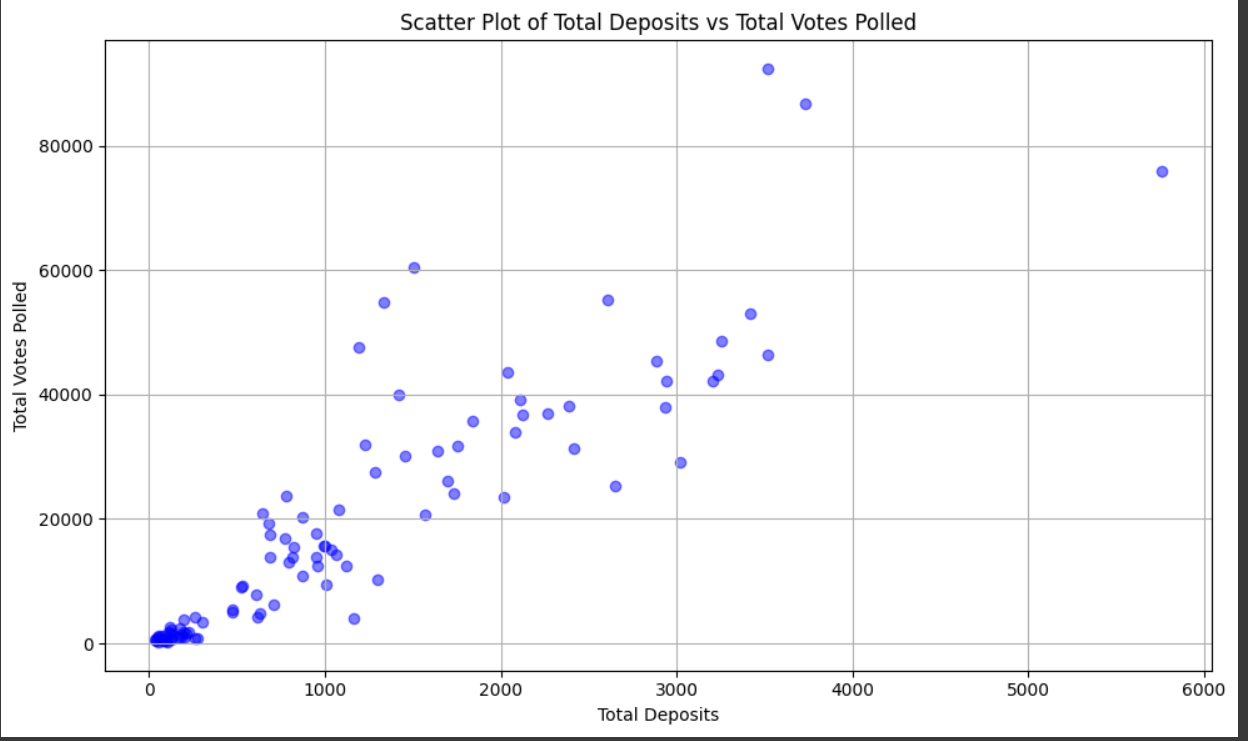 Scatter Plot of Total Deposits vs Total Votes Polled
Total Votes Polled
80000
60000
40000
20000
0
0 1000 2000 3000 4000 5000 6000
Total Deposits